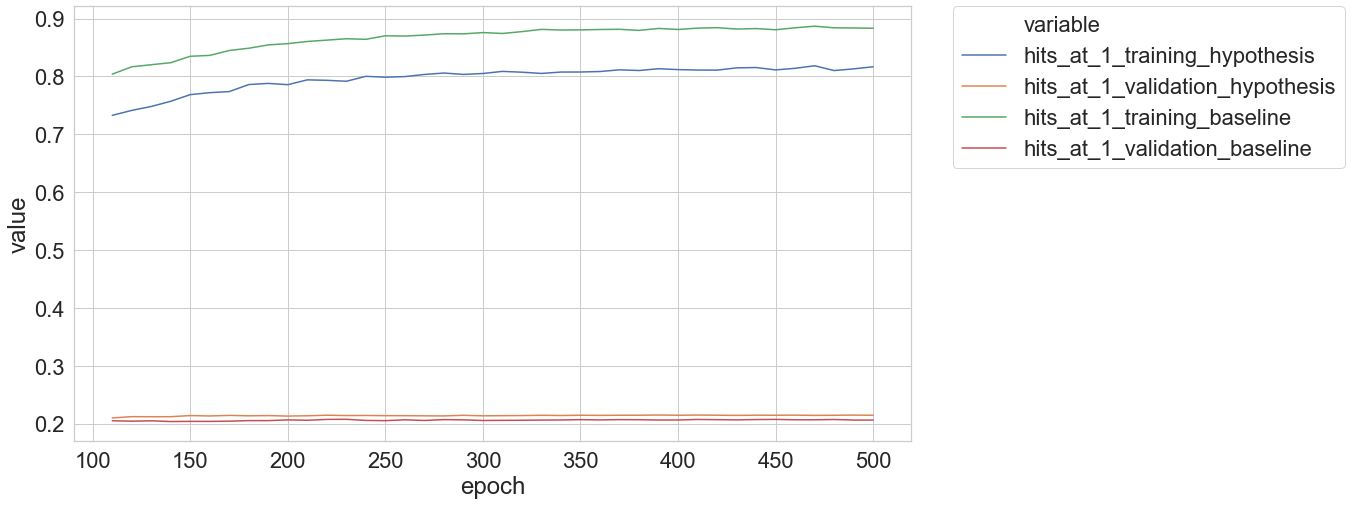 0.9
0.8
0.7
0.6
0.5
0.4
0.3
0.2
value
100 150 200 250 300 350 400 450 500
epoch
variable
hits_at_1_training_hypothesis
hits_at_1_validation_hypothesis
hits_at_1_training_baseline
hits_at_1_validation_baseline